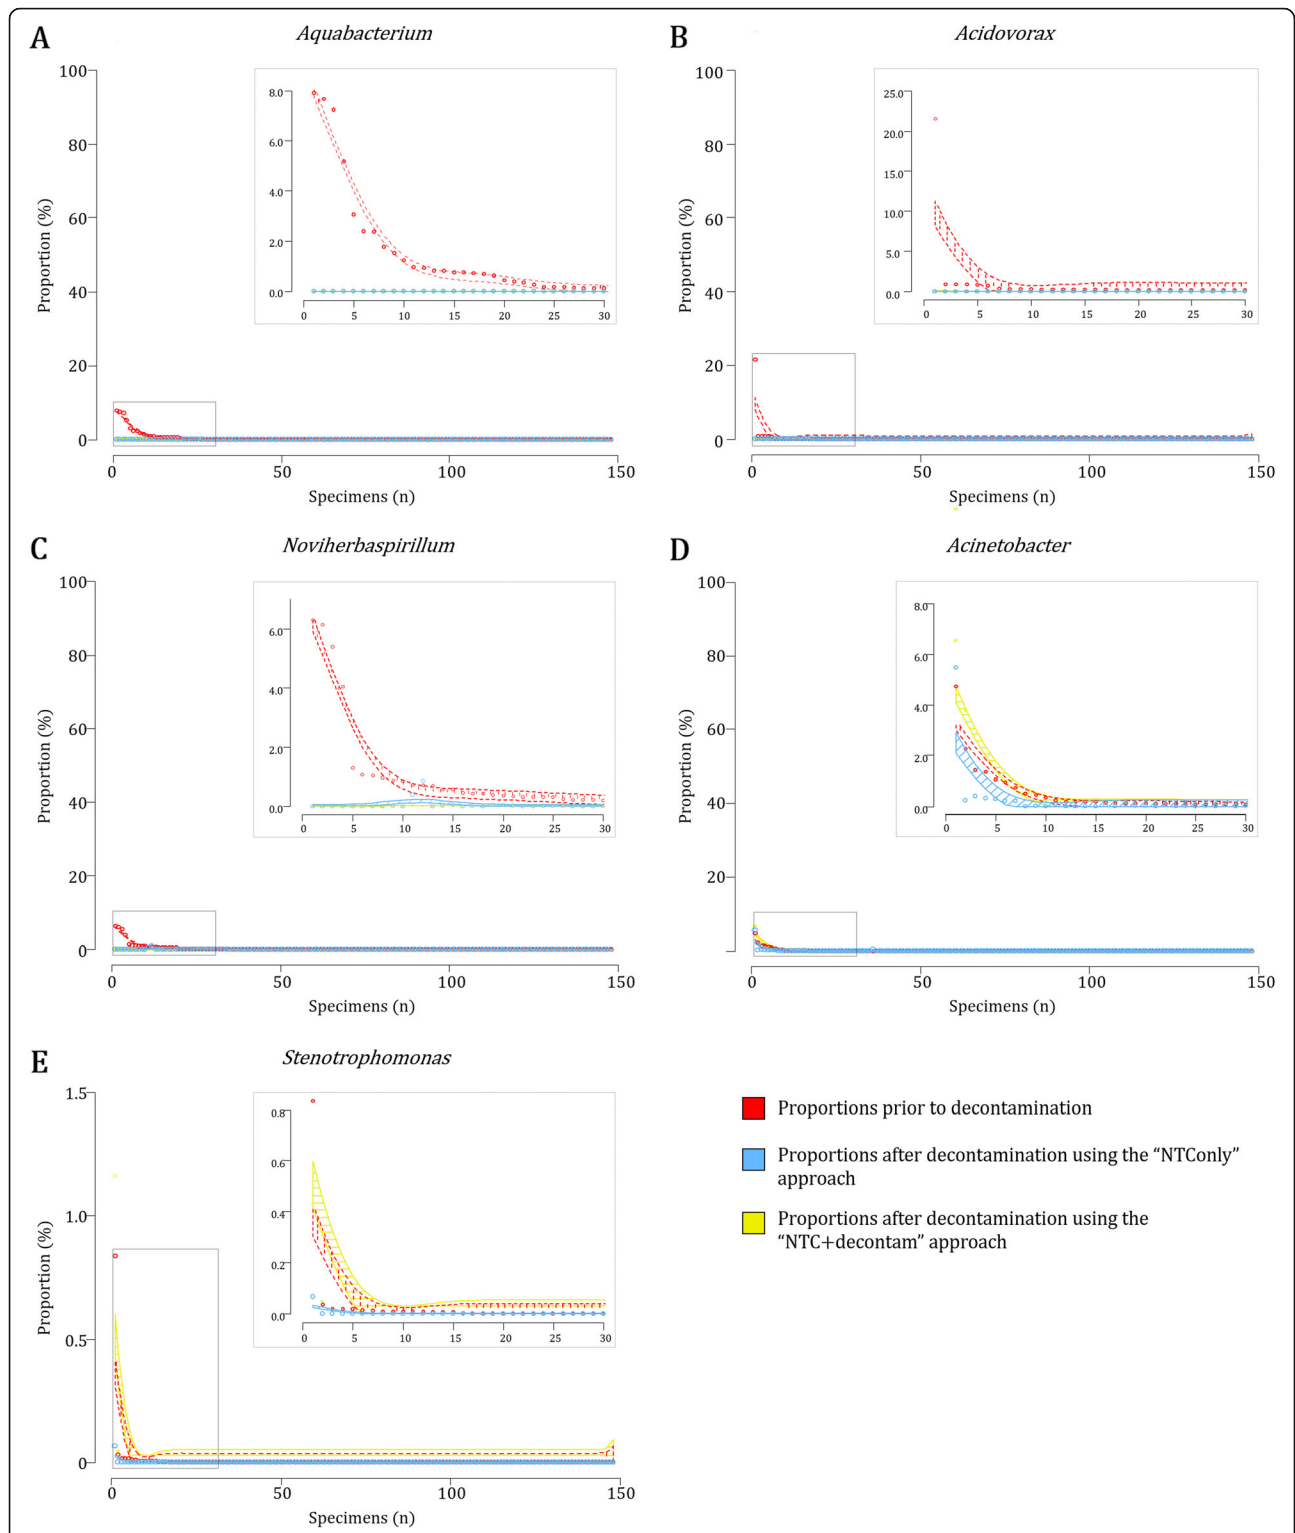 A
Aquabacterium
100
80
60
40
20
0
Proportion (%)
8.0
6.0
4.0
2.0
0.0
0 5 10 15 20 25 30
0 50 100 150
Specimens (n)
B
Acidovorax
100
80
60
40
20
0
Proportion (%)
25.0
20.0
15.0
10.0
5.0
0.0
0 5 10 15 20 25 30
0 50 100 150
Specimens (n)
C
Noviherbaspirillum
100
80
60
40
20
0
Proportion (%)
6.0
4.0
2.0
0.0
0 5 10 15 20 25 30
0 50 100 150
Specimens (n)
D
Acinetobacter
100
80
60
40
20
Proportion (%)
8.0
6.0
4.0
2.0
0.0
0 5 10 15 20 25 30
0 50 100 150
Specimens (n)
E
Stenotrophomonas
1.5
1.0
0.5
0
Proportion (%)
0.8
0.6
0.4
0.2
0.0
0 5 10 15 20 25 30
0 50 100 150
Specimens (n)
Proportions prior to decontamination
Proportions after decontamination using the “NTConly”
approach
Proportions after decontamination using the
“NTC+decontam” approach